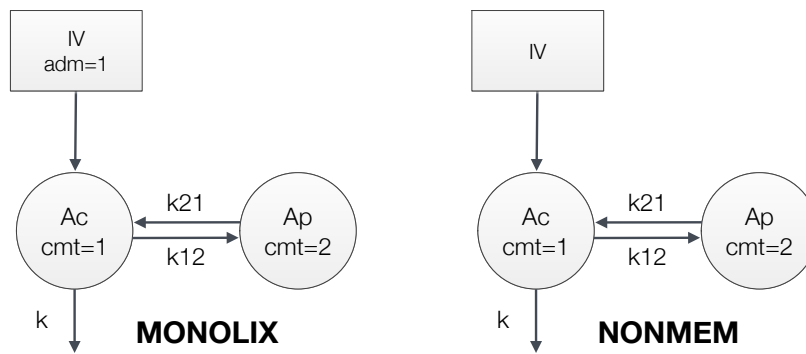 IV
adm=1
Ac
cmt=1
k21
k12
Ap
cmt=2
k
MONOLIX
IV
Ac
cmt=1
k21
k12
Ap
cmt=2
k
NONMEM